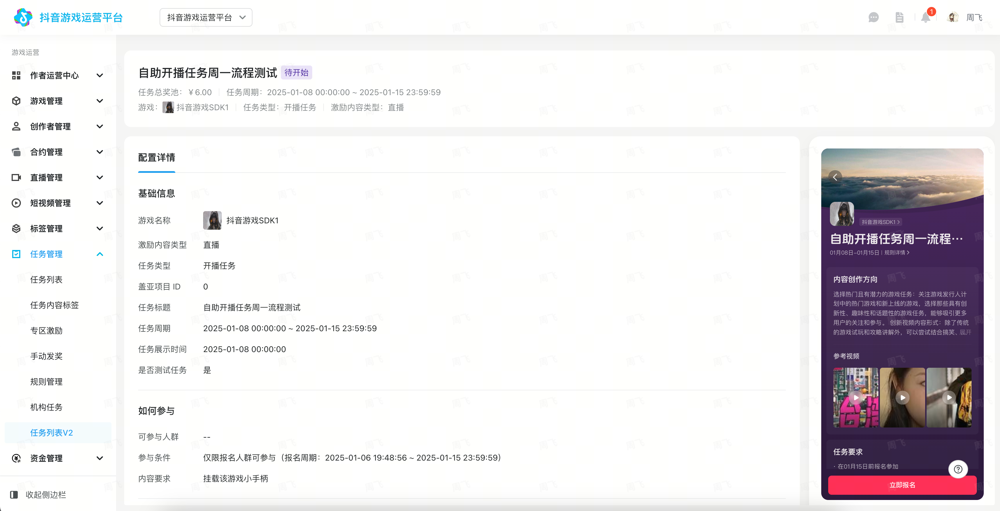 抖音游戏运营平台
抖音游戏运营平台
1
周飞
游戏运营
作者运营中心
游戏管理
创作者管理
合约管理
直播管理
短视频管理
标签管理
任务管理
任务列表
任务内容标签
专区激励
手动发奖
规则管理
机构任务
任务列表V2
资金管理
收起侧边栏
自助开播任务周一流程测试 待开始
任务总奖池：¥ 6.00 任务周期：2025-01-08 00:00:00 ~ 2025-01-15 23:59:59
游戏：抖音游戏SDK1 任务类型：开播任务 激励内容类型：直播
配置详情
基础信息
游戏名称 抖音游戏SDK1
激励内容类型 直播
任务类型 开播任务
盖亚项目 ID 0
任务标题 自助开播任务周一流程测试
任务周期 2025-01-08 00:00:00 ~ 2025-01-15 23:59:59
任务展示时间 2025-01-08 00:00:00
是否测试任务 是
如何参与
可参与人群 --
参与条件 仅限报名人群可参与（报名周期：2025-01-06 19:48:56 ~ 2025-01-15 23:59:59）
内容要求 挂载该游戏小手柄
抖音游戏SDK1 >
自助开播任务周一流程…
01月08日-01月15日 | 规则详情 >
内容创作方向
选择热门且有潜力的游戏任务：关注游戏发行人计
划中的热门游戏和新上线的游戏，选择那些具有创
新性、趣味性和话题性的游戏任务，能够吸引更多
用户的关注和参与。 创新视频内容形式：除了传统
的游戏试玩和攻略讲解外，可以尝试结合搞笑、展开
参考视频
任务要求
· 在01月15日前报名参加
立即报名